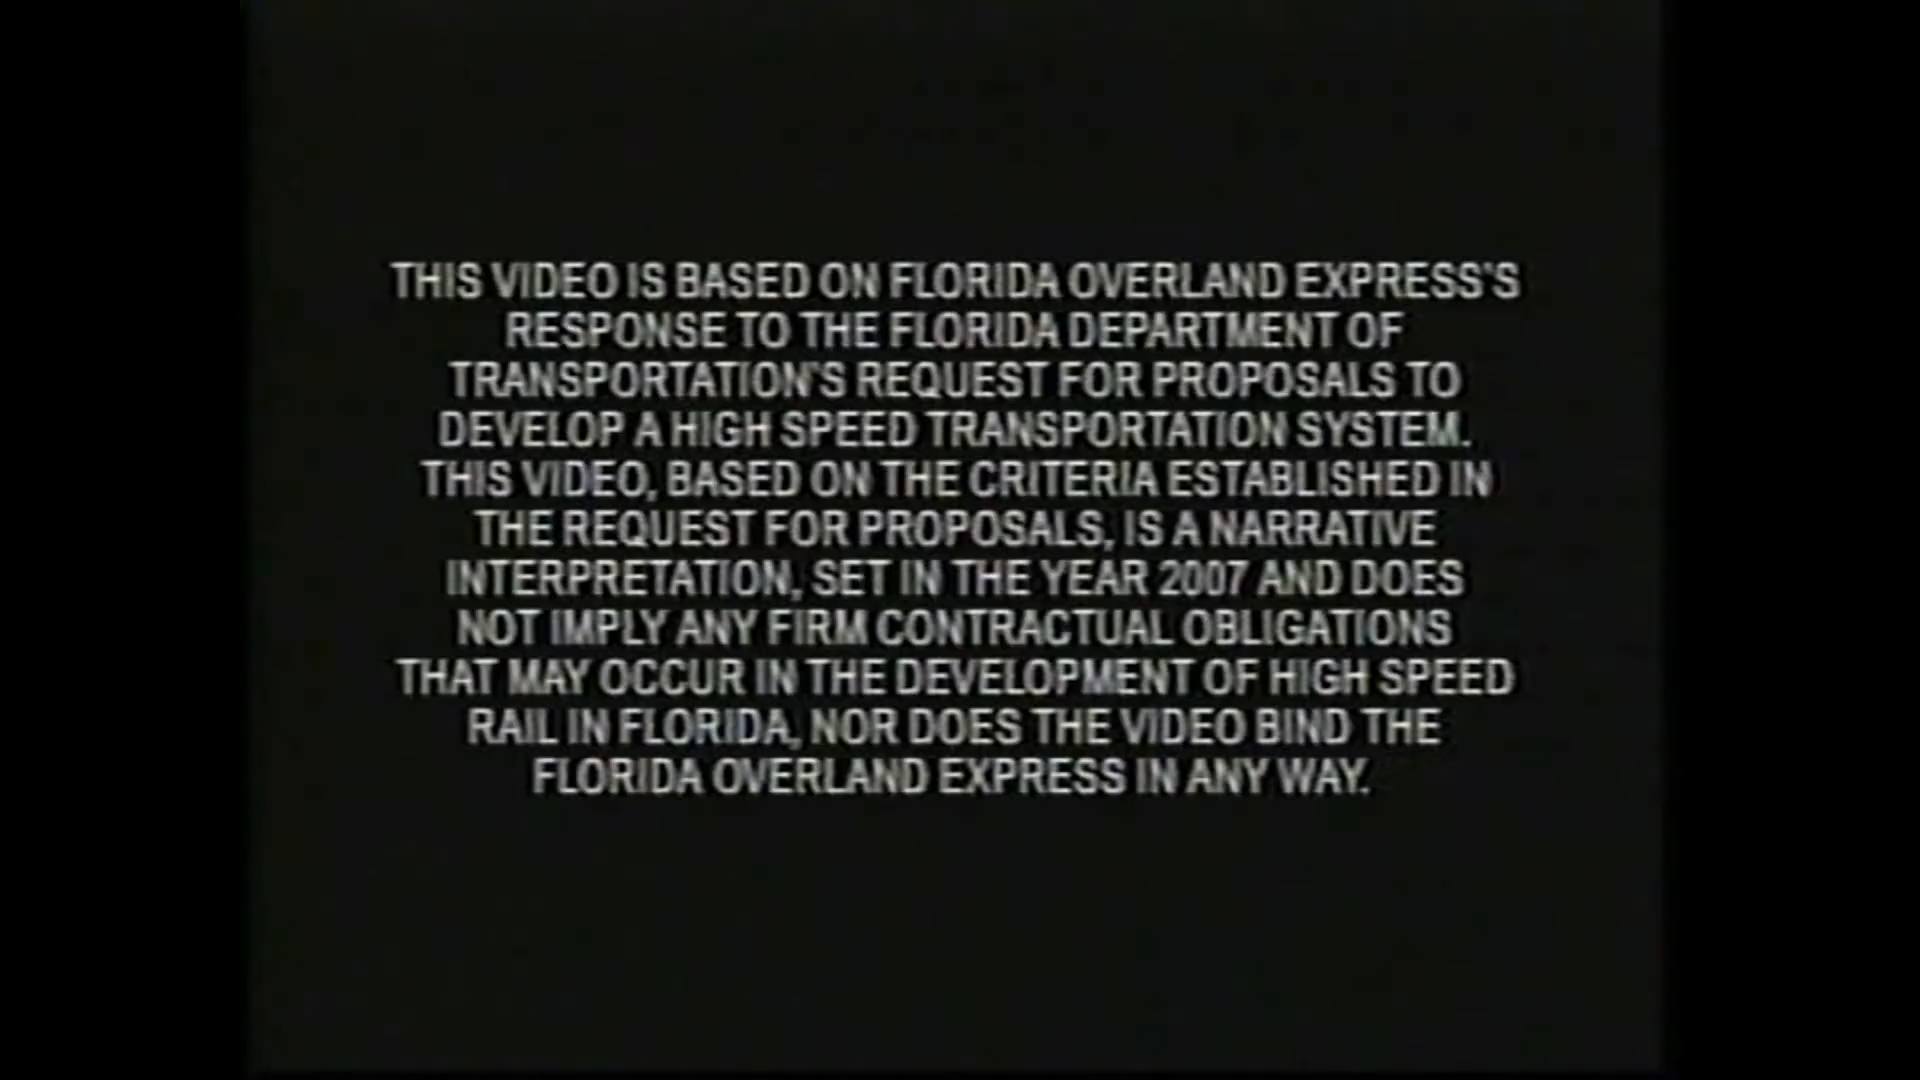 THIS VIDEO IS BASED ON FLORIDA OVERLAND EXPRESS'S
RESPONSE TO THE FLORIDA DEPARTMENT OF
TRANSPORTATION'S REQUEST FOR PROPOSALS TO
DEVELOP A HIGH SPEED TRANSPORTATION SYSTEM.
THIS VIDEO, BASED ON THE CRITERIA ESTABLISHED IN
THE REQUEST FOR PROPOSALS, IS A NARRATIVE
INTERPRETATION, SET IN THE YEAR 2007 AND DOES
NOT IMPLY ANY FIRM CONTRACTUAL OBLIGATIONS
THAT MAY OCCUR IN THE DEVELOPMENT OF HIGH SPEED
RAIL IN FLORIDA, NOR DOES THE VIDEO BIND THE
FLORIDA OVERLAND EXPRESS IN ANY WAY.